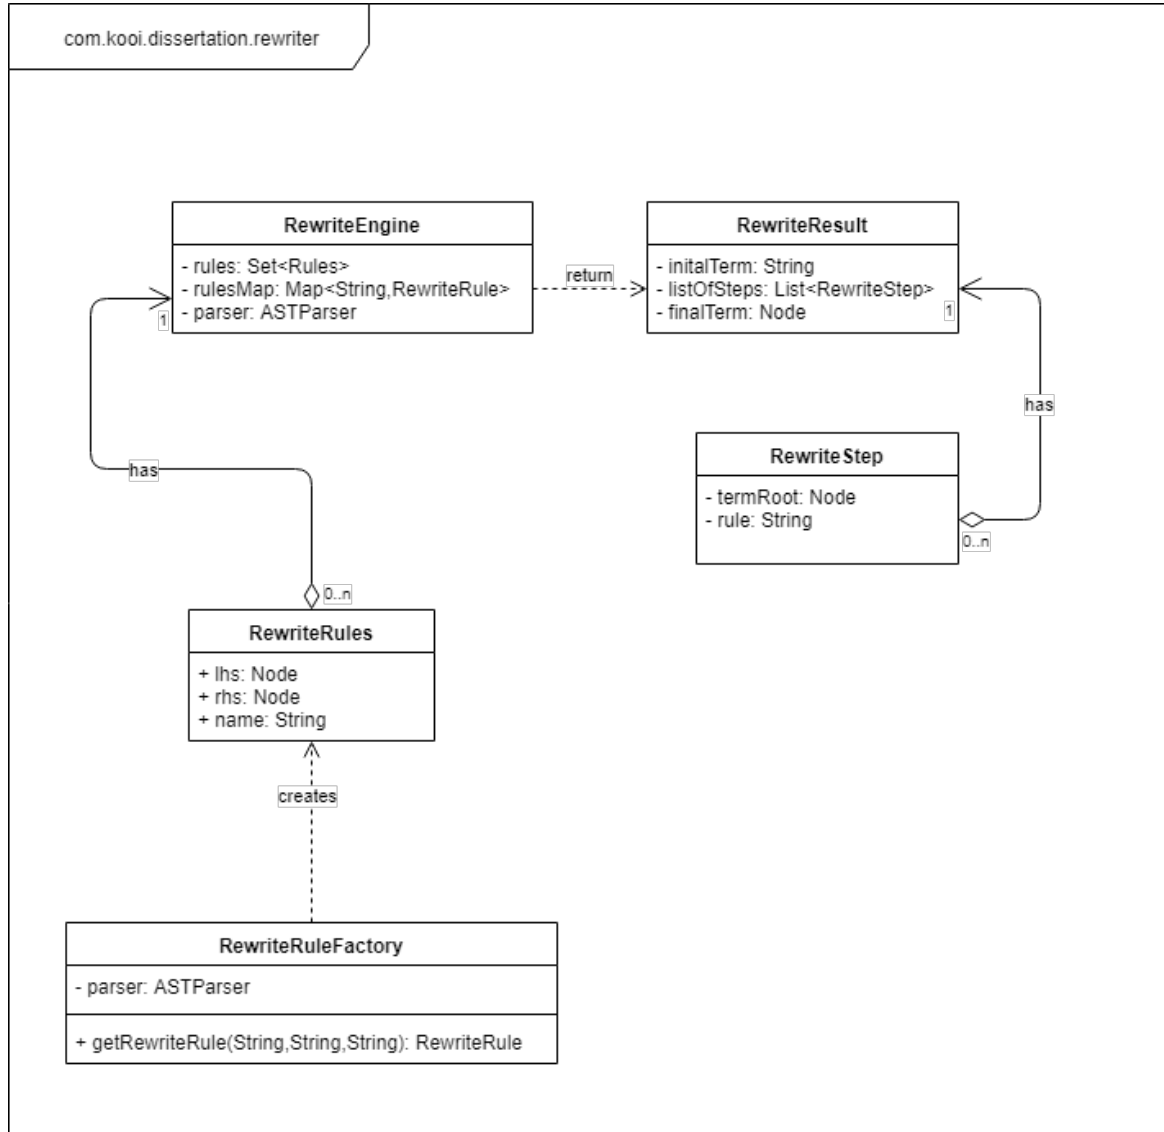 com.kooi.dissertation.rewriter
RewriteEngine
- rules: Set<Rules>
- rulesMap: Map<String,RewriteRule>
- parser: ASTParser
1
return
RewriteResult
- initalTerm: String
- listOfSteps: List<RewriteStep>
- finalTerm: Node
1
has
RewriteStep
- termRoot: Node
- rule: String
0..n
has
0..n
RewriteRules
+ lhs: Node
+ rhs: Node
+ name: String
creates
RewriteRuleFactory
- parser: ASTParser
+ getRewriteRule(String,String,String): RewriteRule